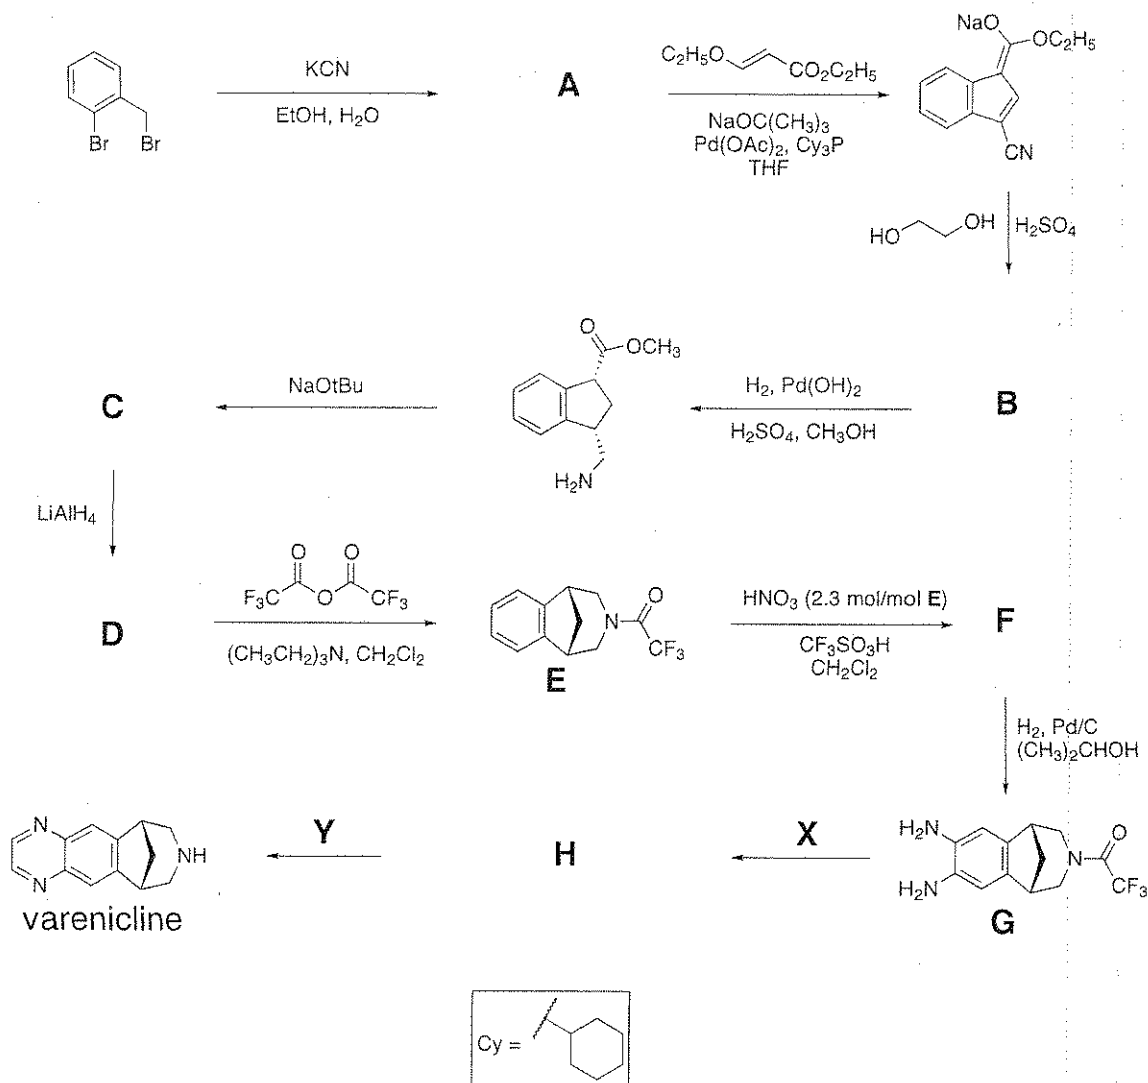 KCN
EtOH, H2O
Br
Br
A
C2H5O
CO2C2H5
NaOC(CH3)3
Pd(OAc)2, Cy3P
THF
NaO
OC2H5
CN
HO
OH
H2SO4
B
H2, Pd(OH)2
H2SO4, CH3OH
O
OCH3
H2N
NaOtBu
C
LiAlH4
D
O
O
F3C
O
CF3
(CH3CH2)3N, CH2Cl2
O
N
CF3
E
HNO3 (2.3 mol/mol E)
CF3SO3H
CH2Cl2
F
H2, Pd/C
(CH3)2CHOH
H2N
H2N
O
N
CF3
G
X
H
Y
N
N
NH
varenicline
Cy =